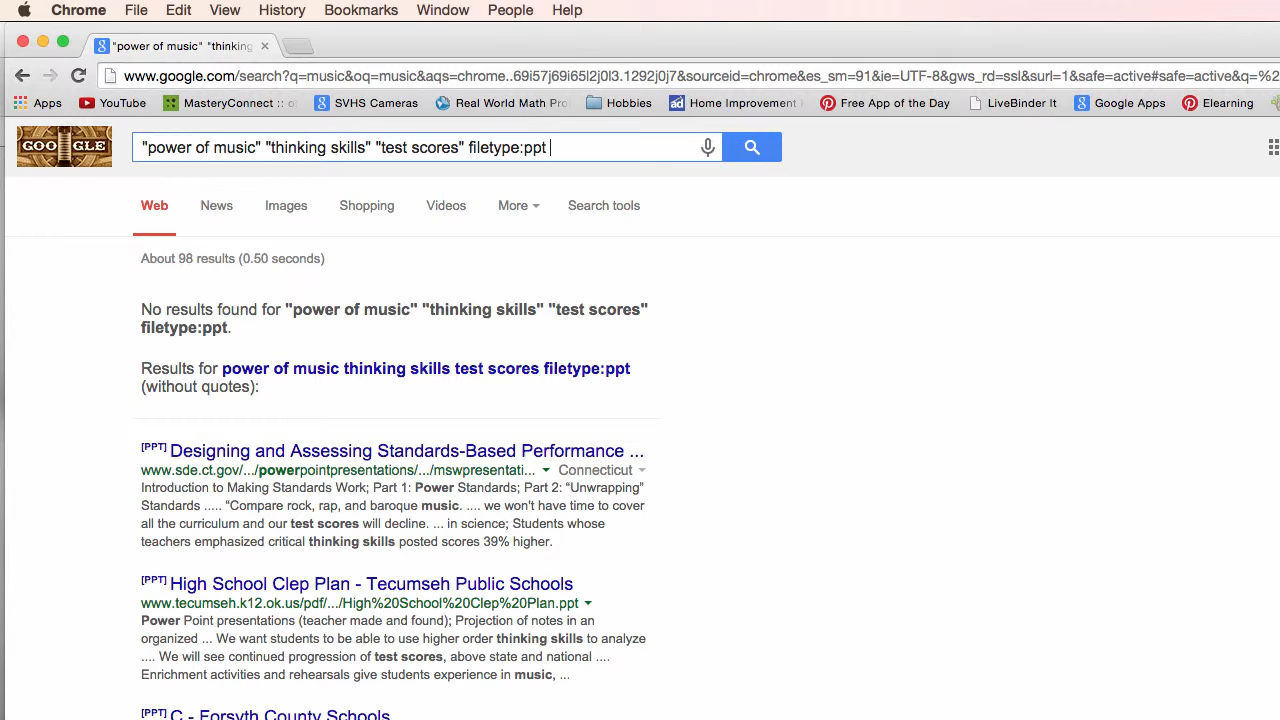 Chrome File Edit View History Bookmarks Window People Help
"power of music" "thinking
www.google.com/search?q=music&oq=music&aqs=chrome..69i57j69i65l2j0l3.1292j0j7&sourceid=chrome&es_sm=91&ie=UTF-8&gws_rd=ssl&surl=1&safe=active#safe=active&q=%2
Apps YouTube MasteryConnect :: o SVHS Cameras Real World Math Pro Hobbies Home Improvement Free App of the Day LiveBinder It Google Apps Elearning
GOOGLE
"power of music" "thinking skills" "test scores" filetype:ppt
Web News Images Shopping Videos More Search tools
About 98 results (0.50 seconds)
No results found for "power of music" "thinking skills" "test scores"
filetype:ppt.
Results for power of music thinking skills test scores filetype:ppt
(without quotes):
[PPT] Designing and Assessing Standards-Based Performance ...
www.sde.ct.gov/.../powerpointpresentations/.../mswpresentati... Connecticut
Introduction to Making Standards Work; Part 1: Power Standards; Part 2: “Unwrapping”
Standards ..... “Compare rock, rap, and baroque music. .... we won't have time to cover
all the curriculum and our test scores will decline. ... in science; Students whose
teachers emphasized critical thinking skills posted scores 39% higher.
[PPT] High School Clep Plan - Tecumseh Public Schools
www.tecumseh.k12.ok.us/pdf/.../High%20School%20Clep%20Plan.ppt
Power Point presentations (teacher made and found); Projection of notes in an
organized ... We want students to be able to use higher order thinking skills to analyze
.... We will see continued progression of test scores, above state and national ....
Enrichment activities and rehearsals give students experience in music, ...
[PPT] C - Forsyth County Schools